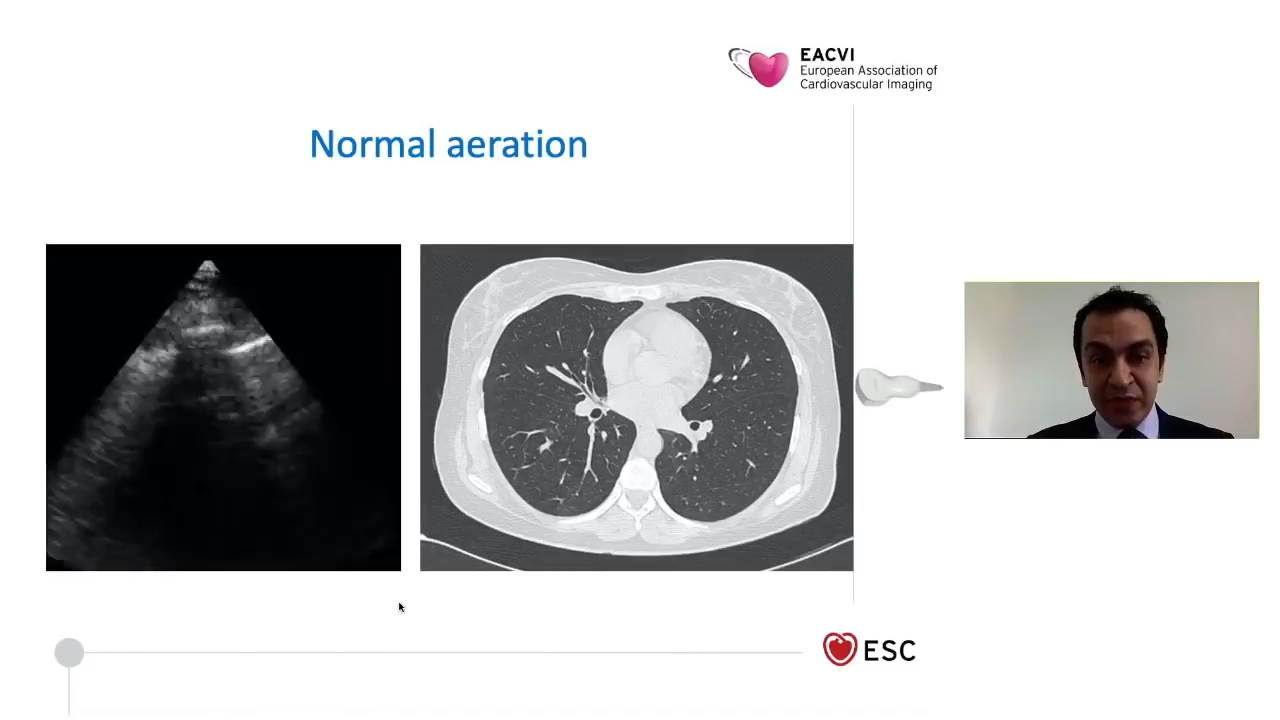 EACVI
European Association of
Cardiovascular Imaging
Normal aeration
ESC